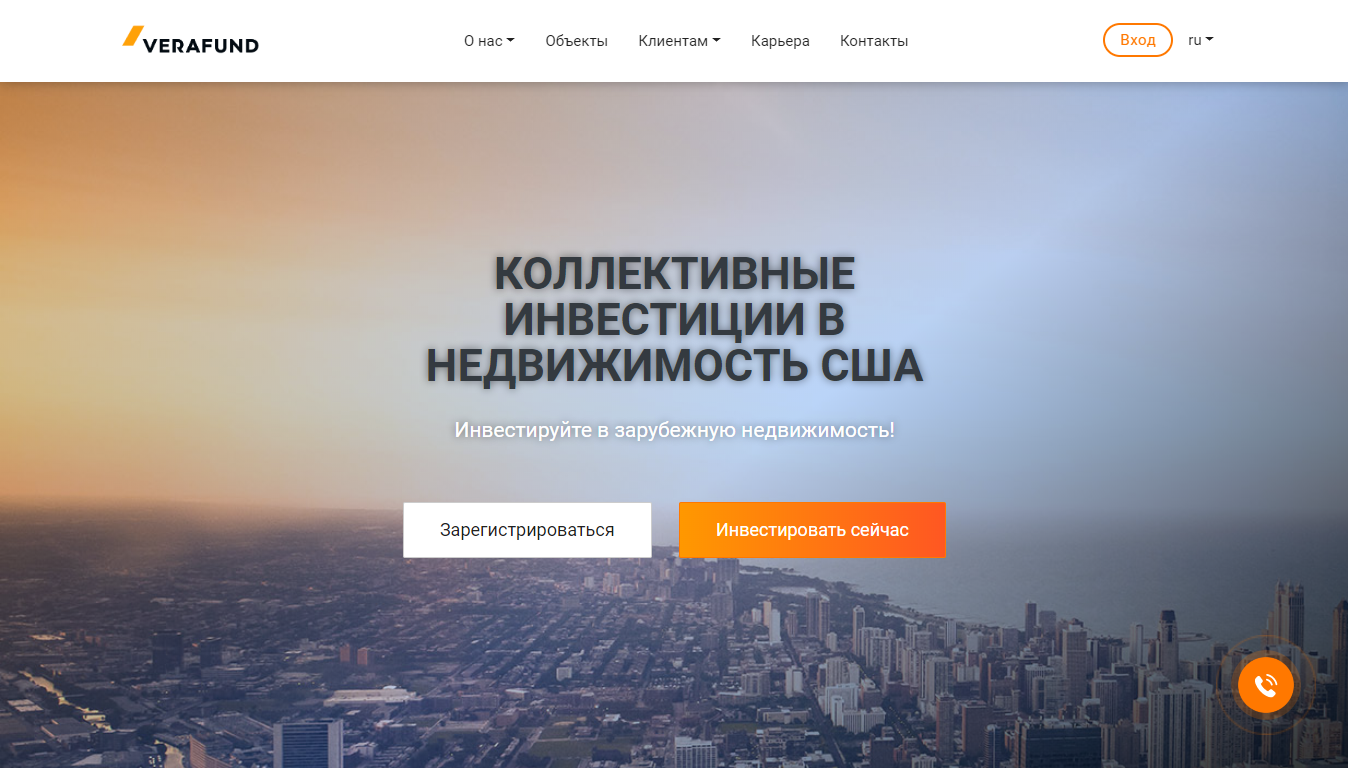 VERAFUND
О нас
Объекты
Клиентам
Карьера
Контакты
Вход
ru
КОЛЛЕКТИВНЫЕ
ИНВЕСТИЦИИ В
НЕДВИЖИМОСТЬ США
Инвестируйте в зарубежную недвижимость!
Зарегистрироваться
Инвестировать сейчас